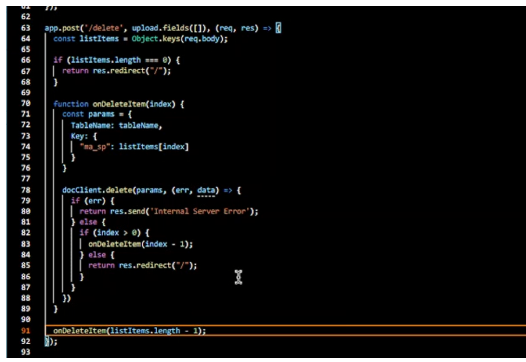 61 });
62
63 app.post('/delete', upload.fields([]), (req, res) => {
64 const listItems = Object.keys(req.body);
65
66 if (listItems.length === 0) {
67 return res.redirect("/");
68 }
69
70 function onDeleteItem(index) {
71 const params = {
72 TableName: tableName,
73 Key: {
74 "ma_sp": listItems[index]
75 }
76 }
77
78 docClient.delete(params, (err, data) => {
79 if (err) {
80 return res.send('Internal Server Error');
81 } else {
82 if (index > 0) {
83 onDeleteItem(index - 1);
84 } else {
85 return res.redirect("/");
86 }
87 }
88 })
89 }
90
91 onDeleteItem(listItems.length - 1);
92 });
93